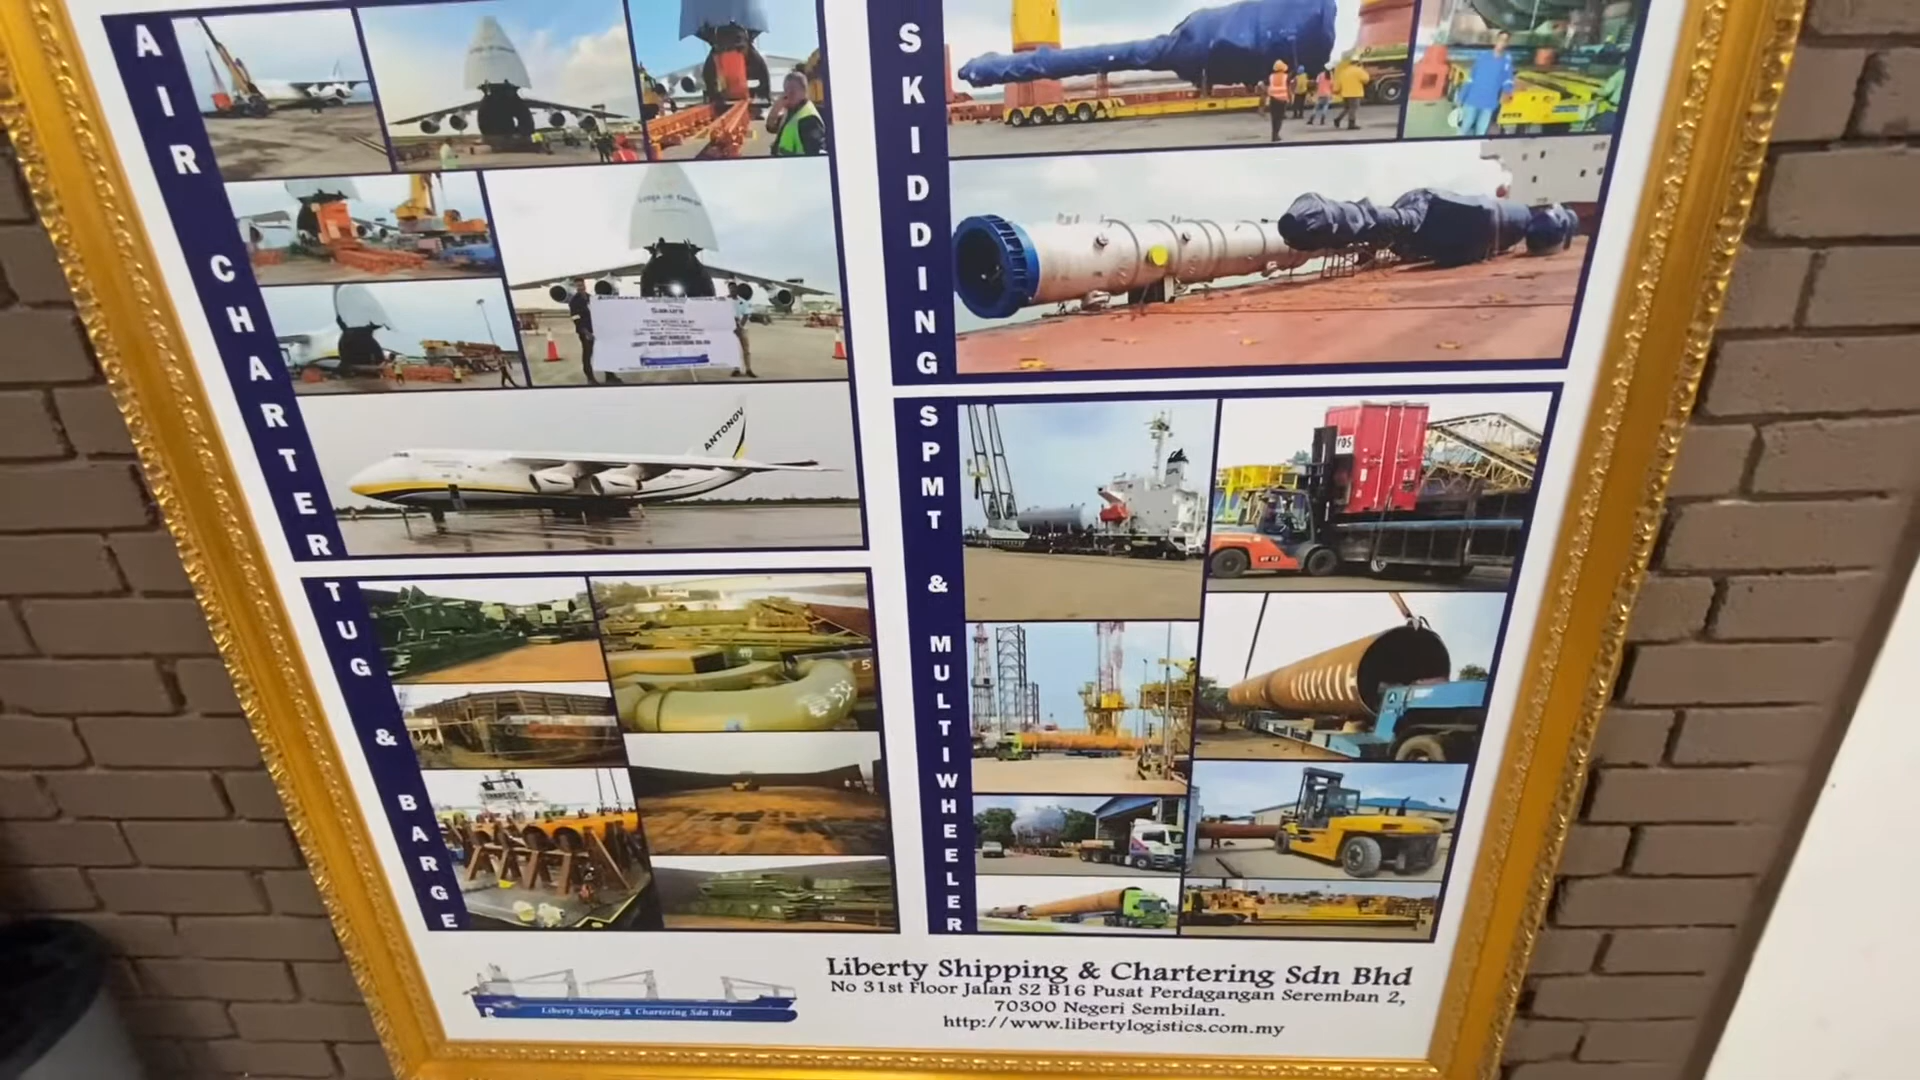 AIR CHARTER
ANTONOV
SKIDDING
TUG & BARGE
5
SPMT & MULTIWHEELER
Liberty Shipping & Chartering Sdn Bhd
Liberty Shipping & Chartering Sdn Bhd
No 31st Floor Jalan S2 B16 Pusat Perdagangan Seremban 2,
70300 Negeri Sembilan.
http://www.libertylogistics.com.my